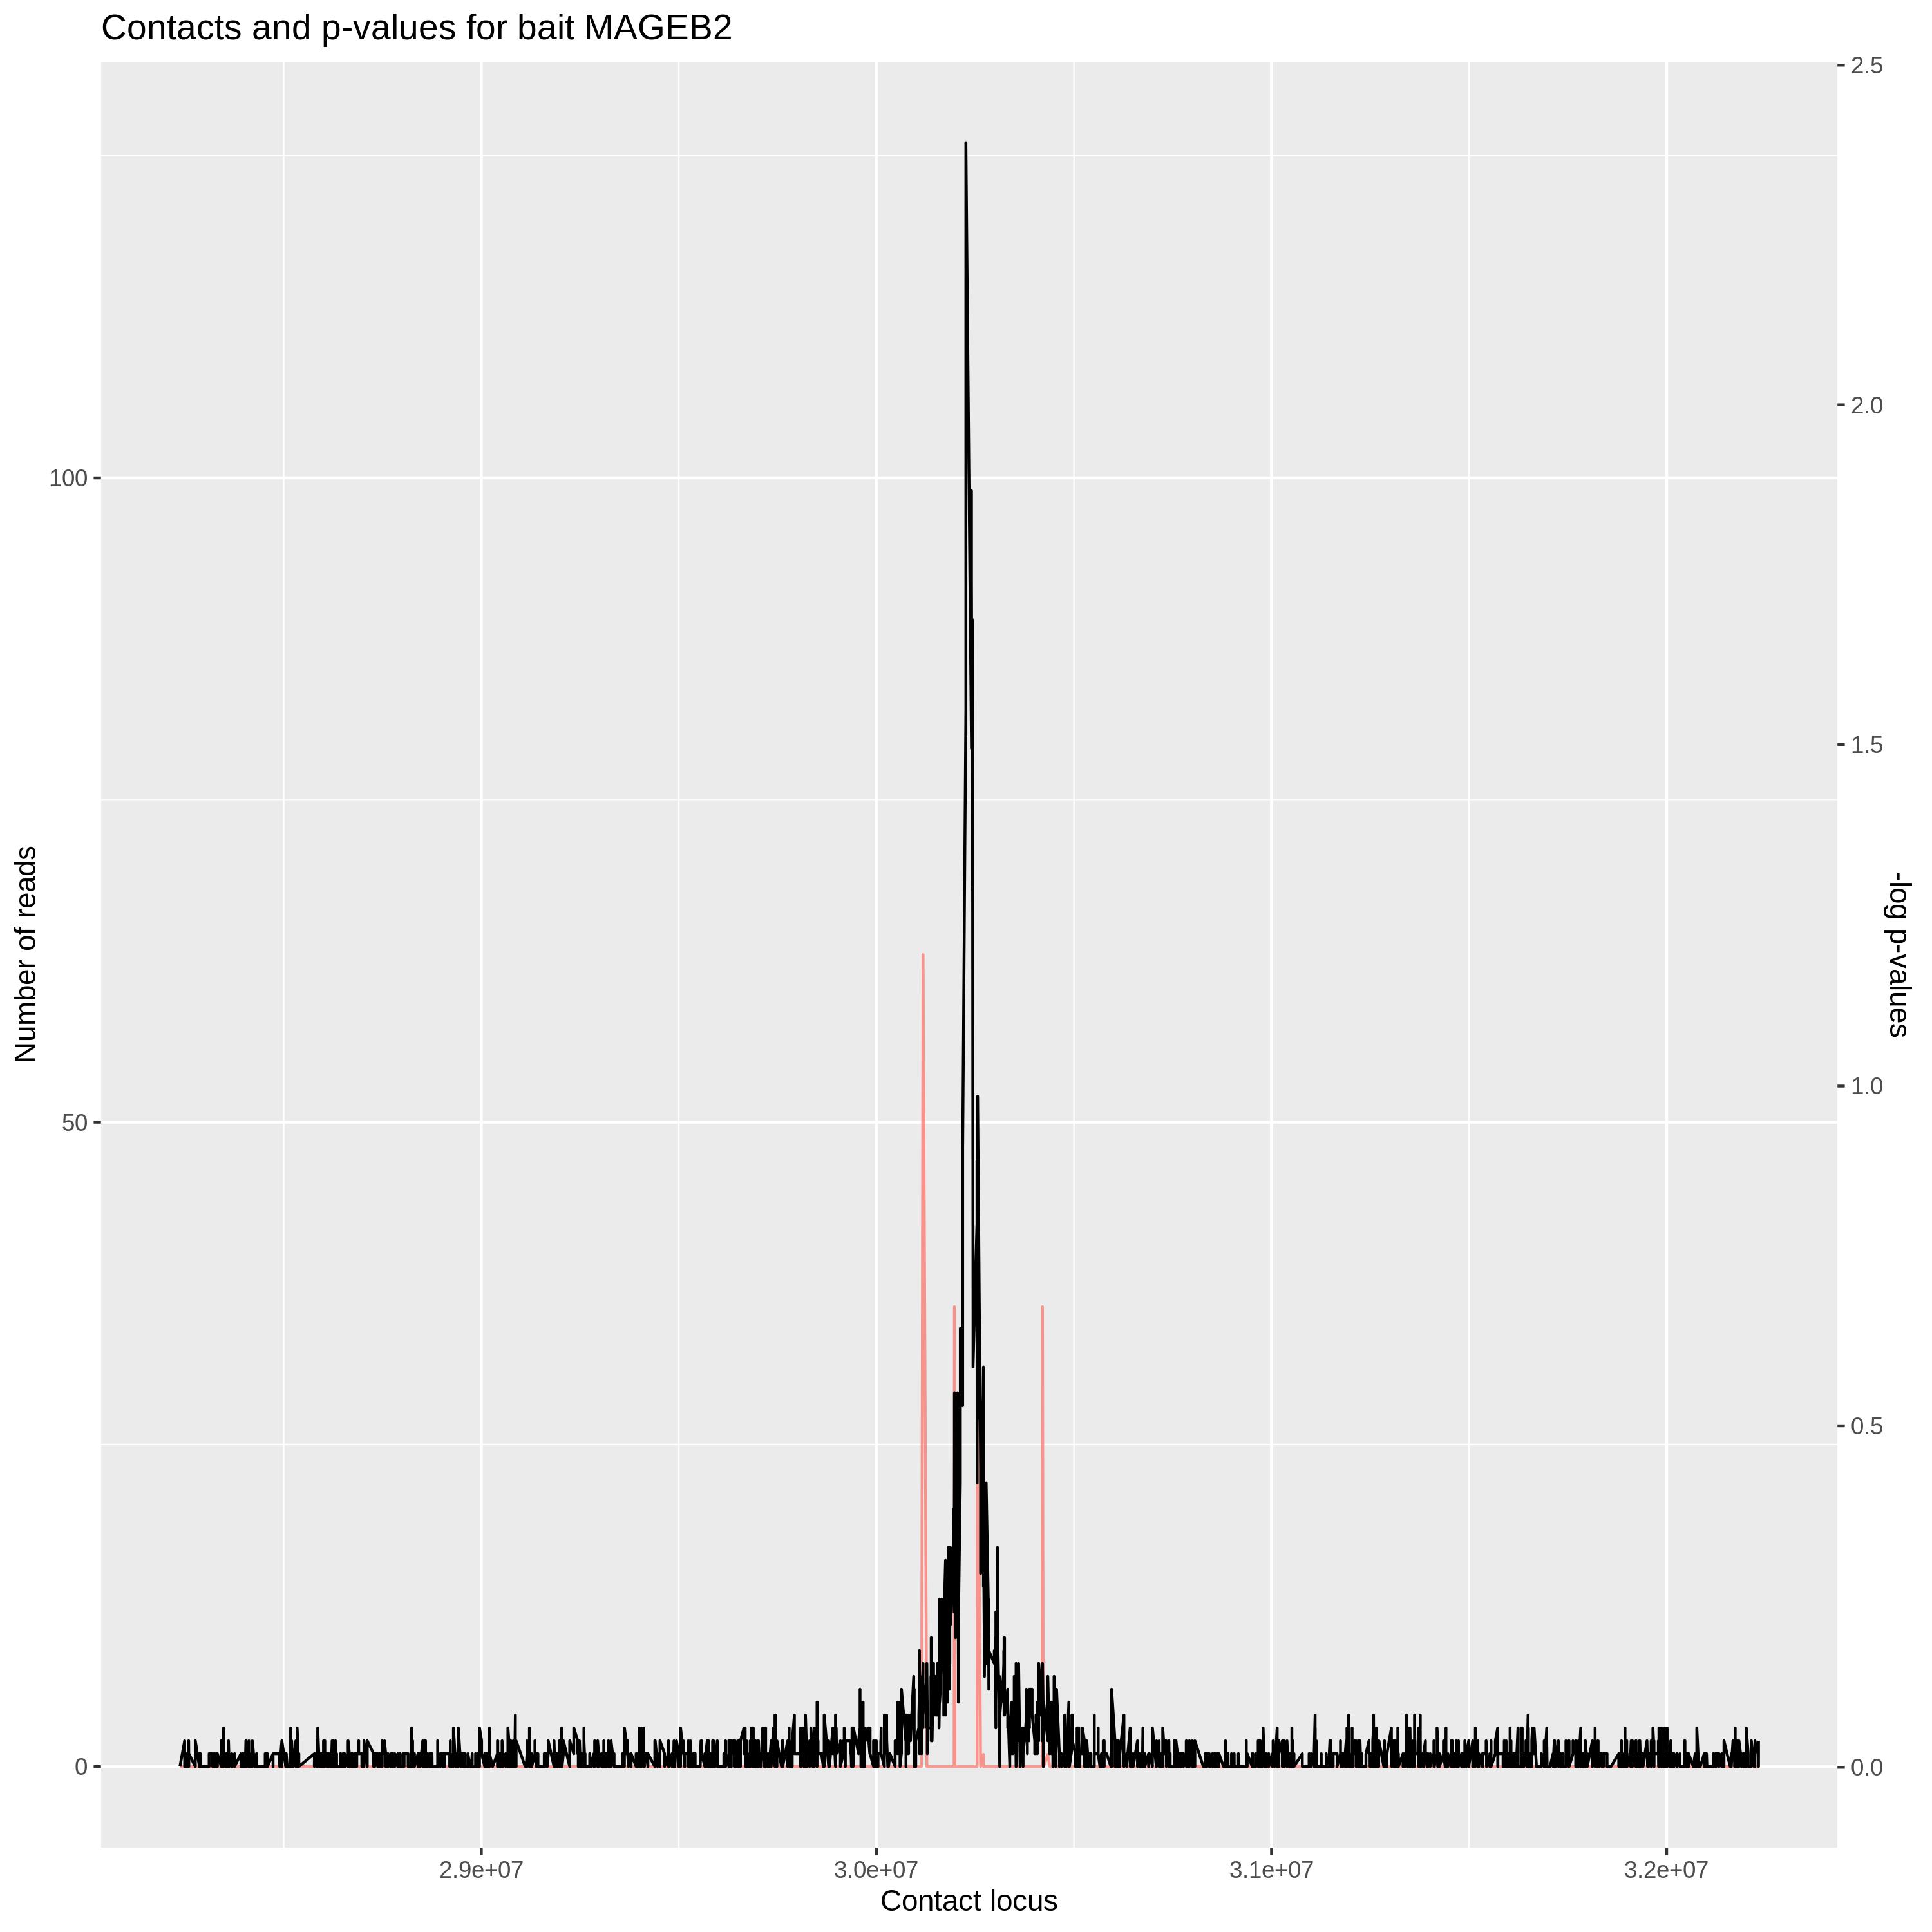 Contacts and p-values for bait MAGEB2
Number of reads
100
50
0
2.5
2.0
1.5
1.0
0.5
0.0
-log p-values
2.9e+07
3.0e+07
3.1e+07
3.2e+07
Contact locus